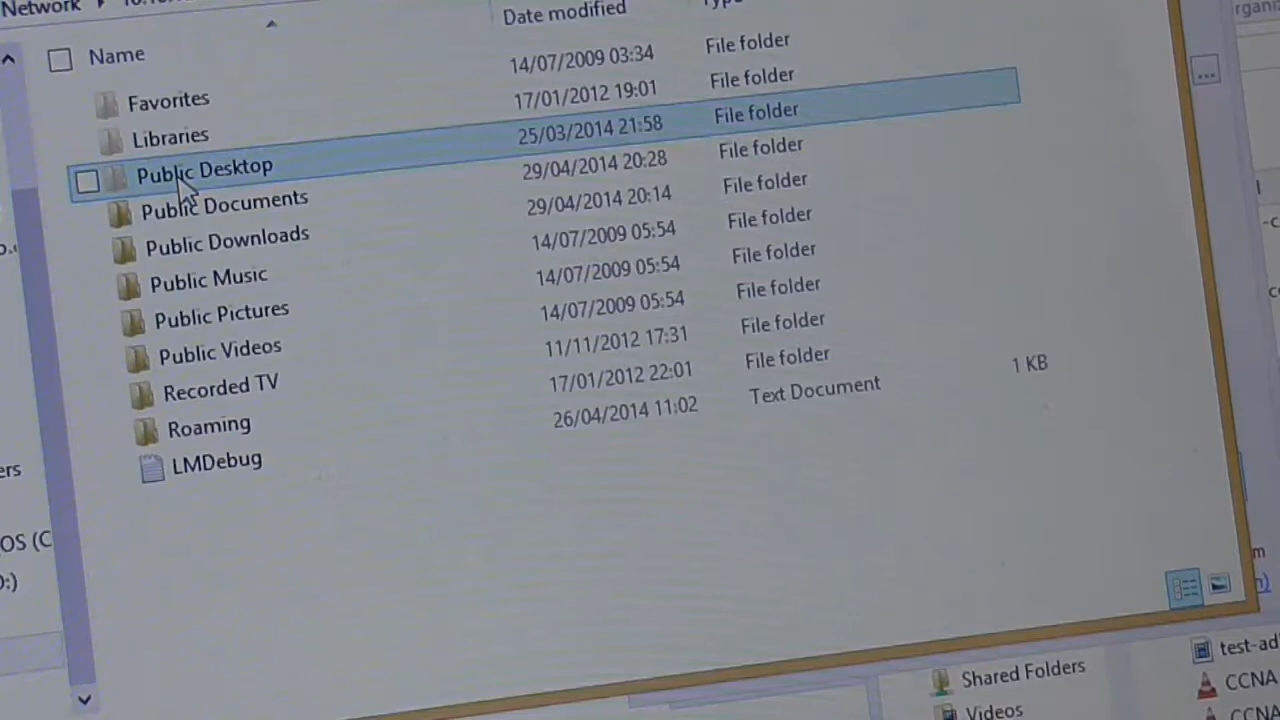 Network
Name Date modified
Favorites 14/07/2009 03:34 File folder
Libraries 17/01/2012 19:01 File folder
Public Desktop 25/03/2014 21:58 File folder
Public Documents 29/04/2014 20:28 File folder
Public Downloads 29/04/2014 20:14 File folder
Public Music 14/07/2009 05:54 File folder
Public Pictures 14/07/2009 05:54 File folder
Public Videos 14/07/2009 05:54 File folder
Recorded TV 11/11/2012 17:31 File folder
Roaming 17/01/2012 22:01 File folder
LMDebug 26/04/2014 11:02 Text Document 1 KB
ers
OS (C
D:)
Shared Folders
Videos
test-ad
CCNA
CCNA